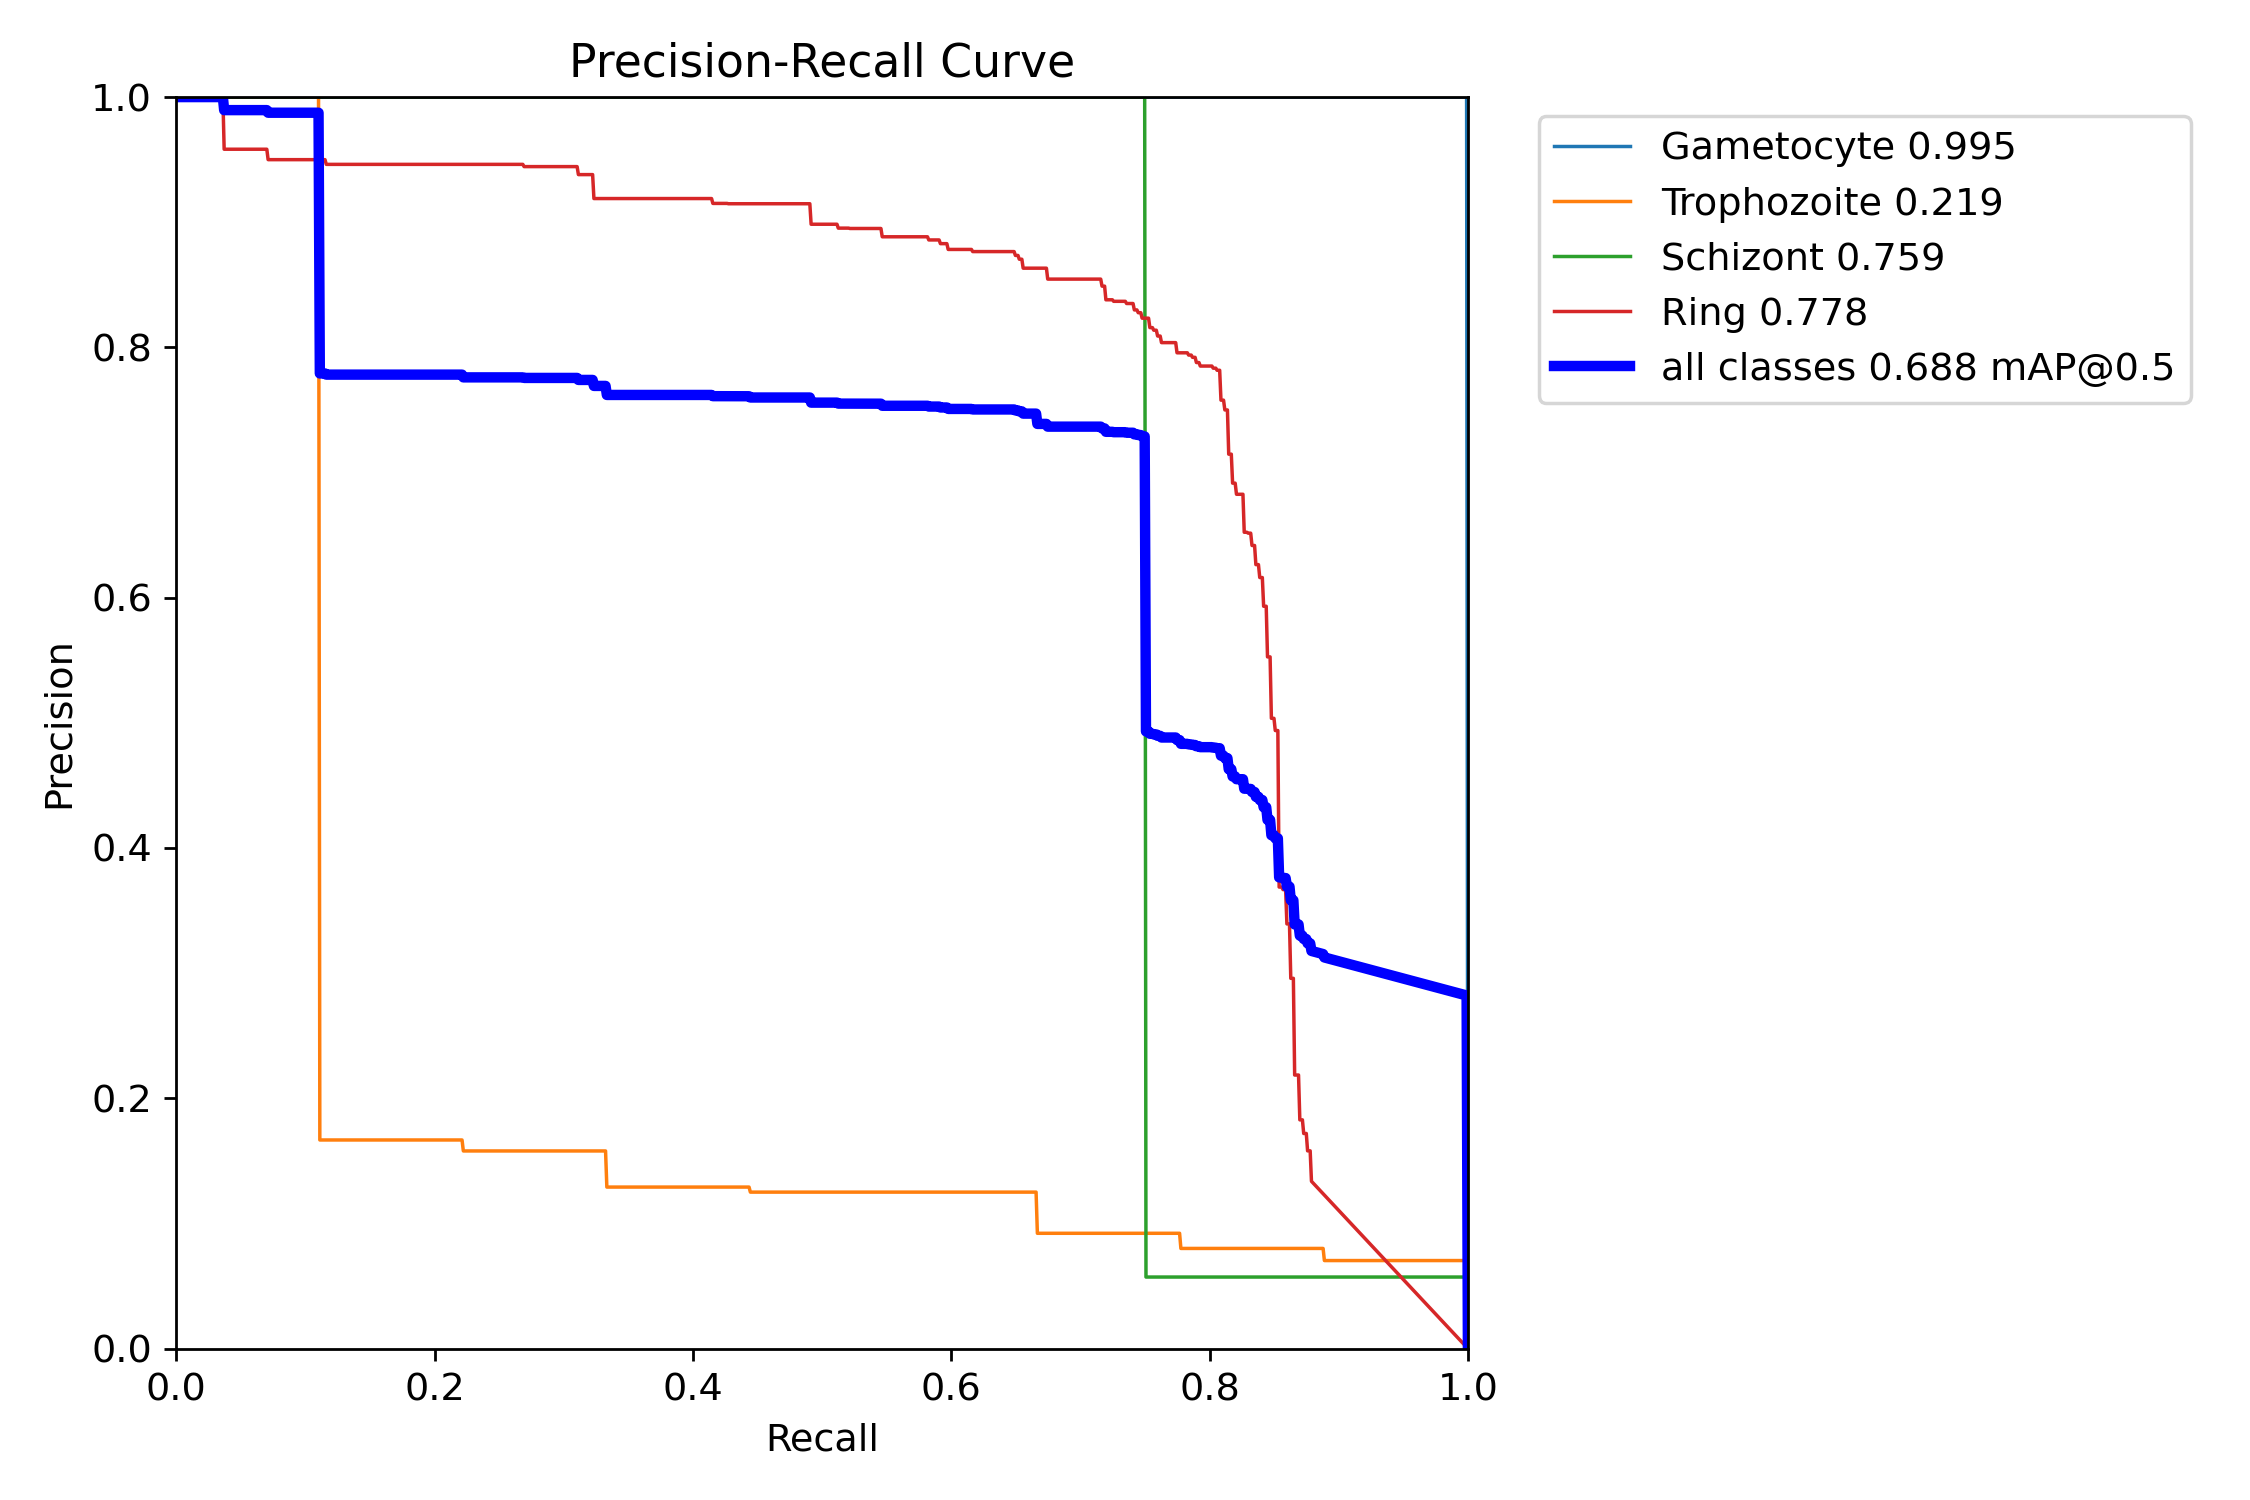 Precision-Recall Curve
1.0
0.8
0.6
0.4
0.2
0.0
Precision
0.0 0.2 0.4 0.6 0.8 1.0
Recall
Gametocyte 0.995
Trophozoite 0.219
Schizont 0.759
Ring 0.778
all classes 0.688 mAP@0.5